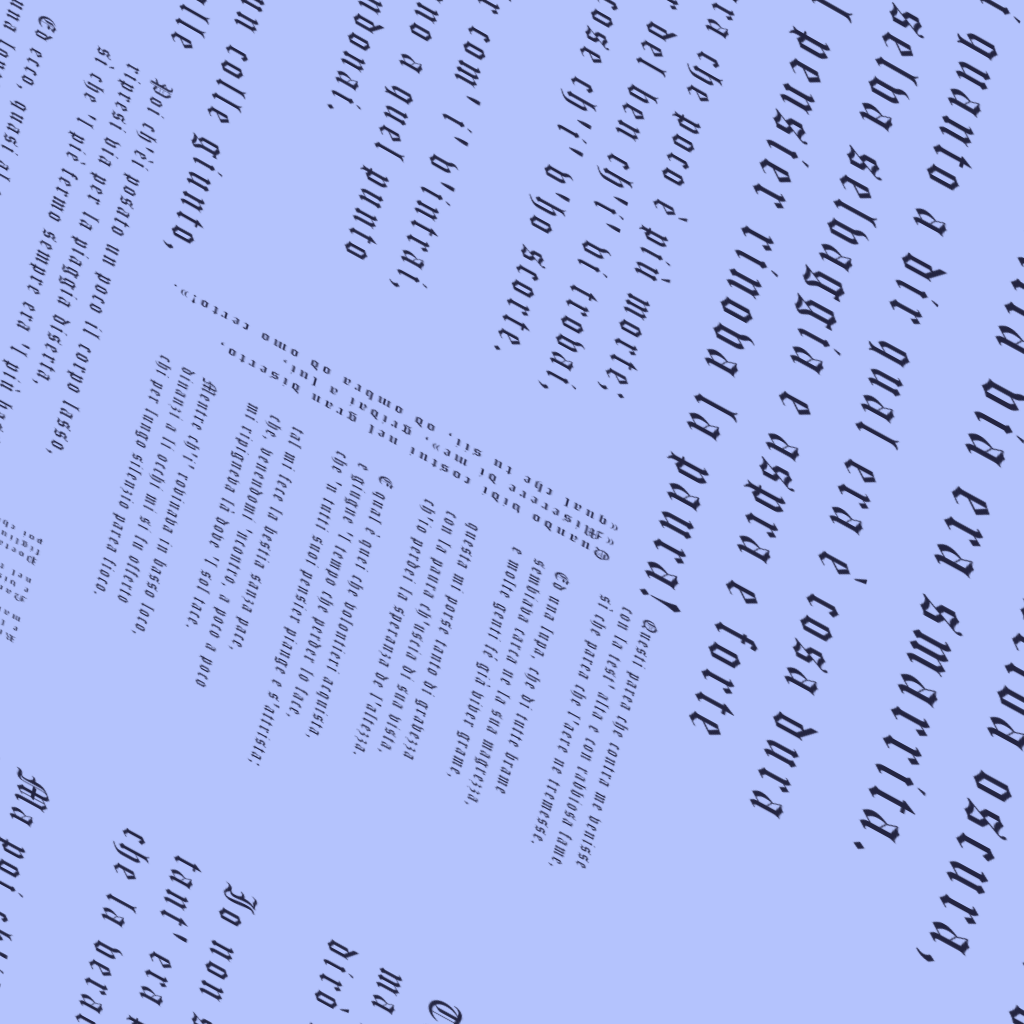 oscura,
via era smarrita.
quanto a dir qual era è cosa dura
selva selvaggia e aspra e forte
pensier rinova la paura!
che poco è più morte;
del ben ch'i' vi trovai,
cose ch'i' v'ho scorte.
com' i' v'intrai,
a quel punto
un colle giunto,
ma
dirò
Io non
tant' era
che la
Ma poi
Poi ch'èi posato un poco il corpo lasso,
ripresi via per la piaggia diserta,
sì che 'l piè fermo sempre era 'l più
Ed ecco, quasi al
Questi parea che contra me venisse
con la test' alta e con rabbiosa fame,
sì che parea che l'aere ne tremesse.
Ed una lupa, che di tutte brame
sembiava carca ne la sua magrezza,
e molte genti fé già viver grame,
questa mi porse tanto di gravezza
con la paura ch'uscia di sua vista,
ch'io perdei la speranza de l'altezza.
E qual è quei che volontieri acquista,
e giugne 'l tempo che perder lo face,
che 'n tutti suoi pensier piange e s'attrista;
tal mi fece la bestia sanza pace,
che, venendomi 'ncontro, a poco a poco
mi ripigneva là dove 'l sol tace.
Mentre ch'i' rovinava in basso loco,
dinanzi a li occhi mi si fu offerto
chi per lungo silenzio parea fioco.
Quando vidi costui nel gran diserto,
«Miserere di me», gridai a lui,
«qual che tu sii, od ombra od omo certo!».